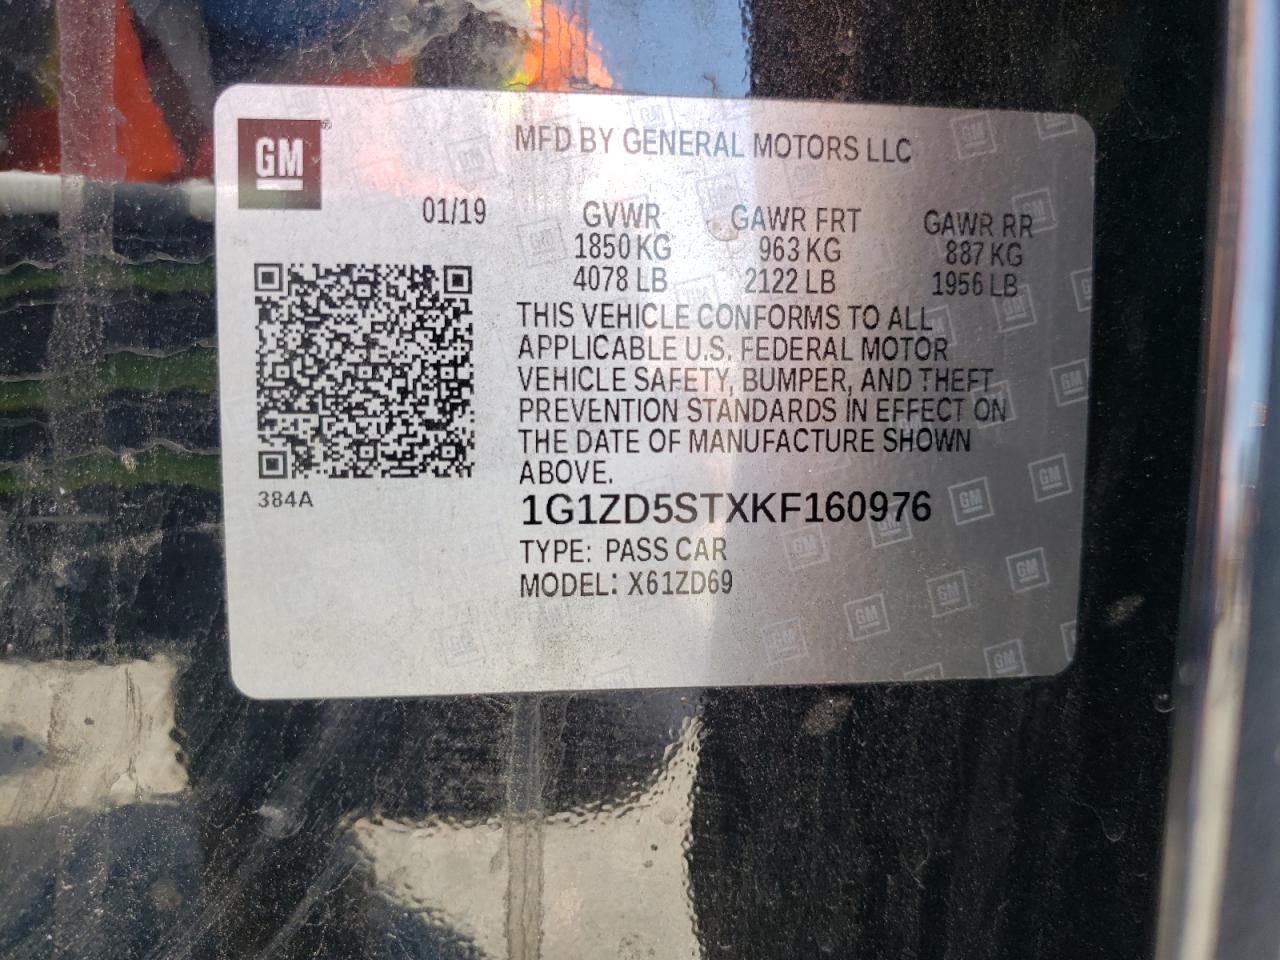 GM
MFD BY GENERAL MOTORS LLC
01/19
GVWR GAWR FRT GAWR RR
1850 KG 963 KG 887 KG
4078 LB 2122 LB 1956 LB
THIS VEHICLE CONFORMS TO ALL
APPLICABLE U.S. FEDERAL MOTOR
VEHICLE SAFETY, BUMPER, AND THEFT
PREVENTION STANDARDS IN EFFECT ON
THE DATE OF MANUFACTURE SHOWN
ABOVE.
384A
1G1ZD5STXKF160976
TYPE: PASS CAR
MODEL: X61ZD69